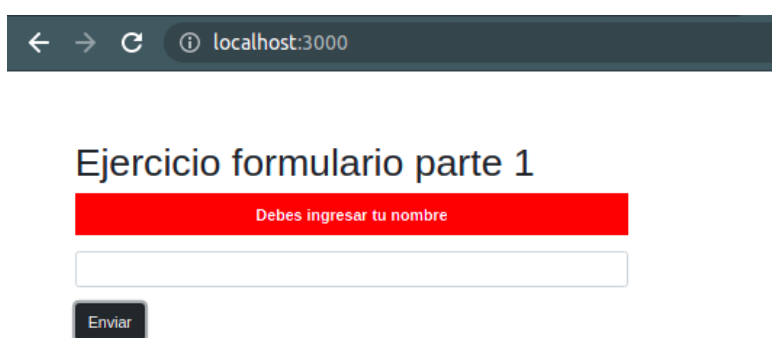 localhost:3000
Ejercicio formulario parte 1
Debes ingresar tu nombre
Enviar